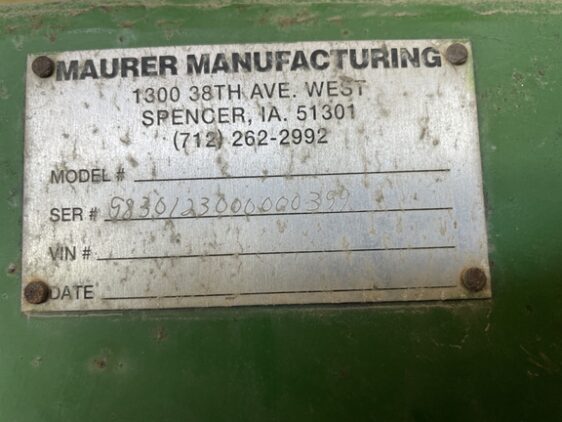 MAURER MANUFACTURING
1300 38TH AVE. WEST
SPENCER, IA. 51301
(712) 262-2992
MODEL #
SER #
VIN #
DATE